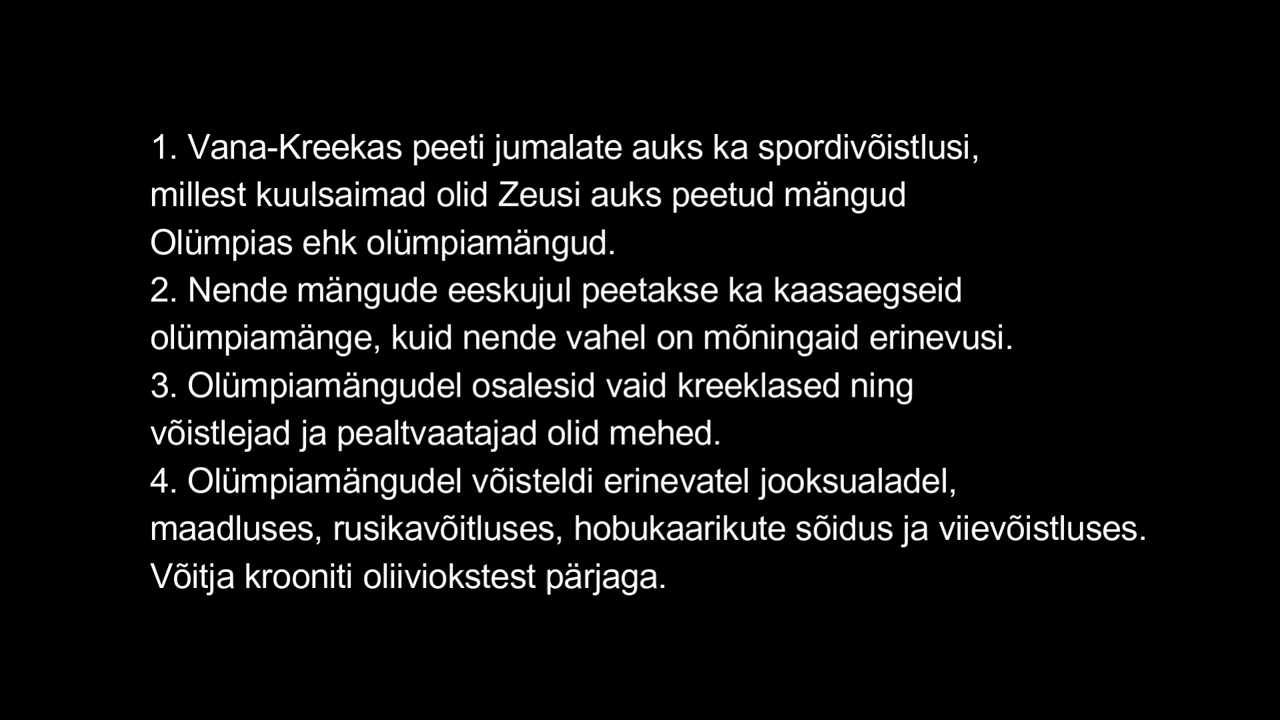 1. Vana-Kreekas peeti jumalate auks ka spordivõistlusi,
millest kuulsaimad olid Zeusi auks peetud mängud
Olümpias ehk olümpiamängud.
2. Nende mängude eeskujul peetakse ka kaasaegseid
olümpiamänge, kuid nende vahel on mõningaid erinevusi.
3. Olümpiamängudel osalesid vaid kreeklased ning
võistlejad ja pealtvaatajad olid mehed.
4. Olümpiamängudel võisteldi erinevatel jooksualadel,
maadluses, rusikavõitluses, hobukaarikute sõidus ja viievõistluses.
Võitja krooniti oliiviokstest pärjaga.